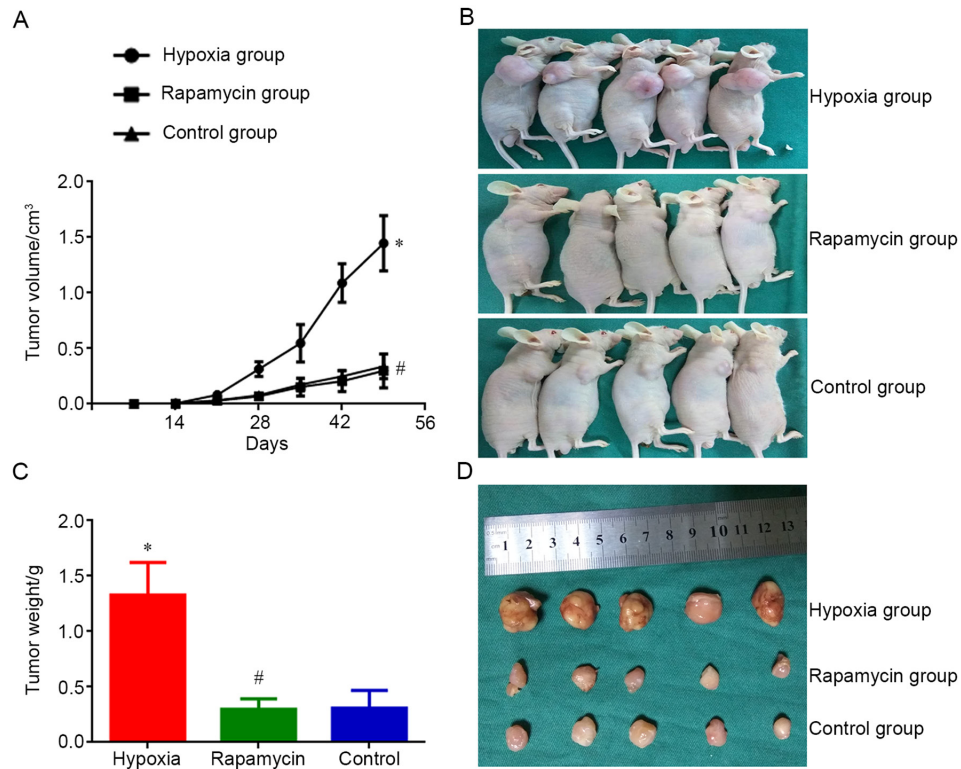 A
Hypoxia group
Rapamycin group
Control group
Tumor volume/cm³
2.0
1.5
1.0
0.5
0.0
14
28
42
56
Days
*
#
B
Hypoxia group
Rapamycin group
Control group
C
Tumor weight/g
2.0
1.5
1.0
0.5
0.0
*
#
Hypoxia
Rapamycin
Control
D
1 2 3 4 5 6 7 8 9 10 11 12 13
Hypoxia group
Rapamycin group
Control group